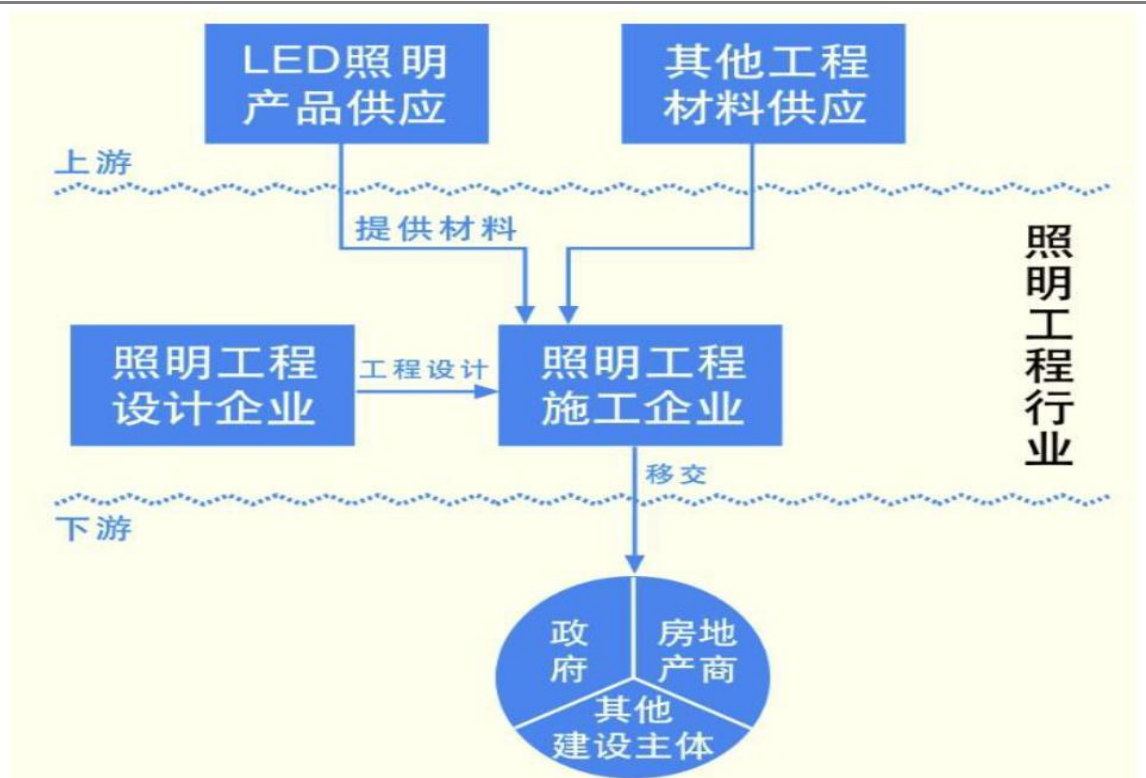 LED照明
产品供应
其他工程
材料供应
上游
提供材料
照明工程行业
照明工程
设计企业
工程设计
照明工程
施工企业
移交
下游
政府
房地
产商
其他
建设主体